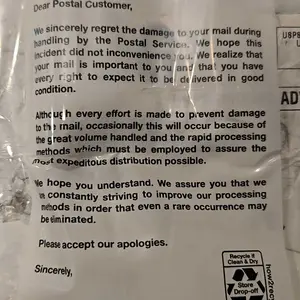 Dear Postal Customer,
We sincerely regret the damage to your mail during
handling by the Postal Service. We hope this
incident did not inconvenience you. We realize that
your mail is important to you and that you have
every right to expect it to be delivered in good
condition.
Although every effort is made to prevent damage
to the mail, occasionally this will occur because of
the great volume handled and the rapid processing
methods which must be employed to assure the
most expeditous distribution possible.
We hope you understand. We assure you that we
constantly striving to improve our processing
methods in order that even a rare occurrence may
be eliminated.
Please accept our apologies.
Sincerely,
USPS
AD
Recycle if
Clean & Dry
Store
Drop-off
how2rec